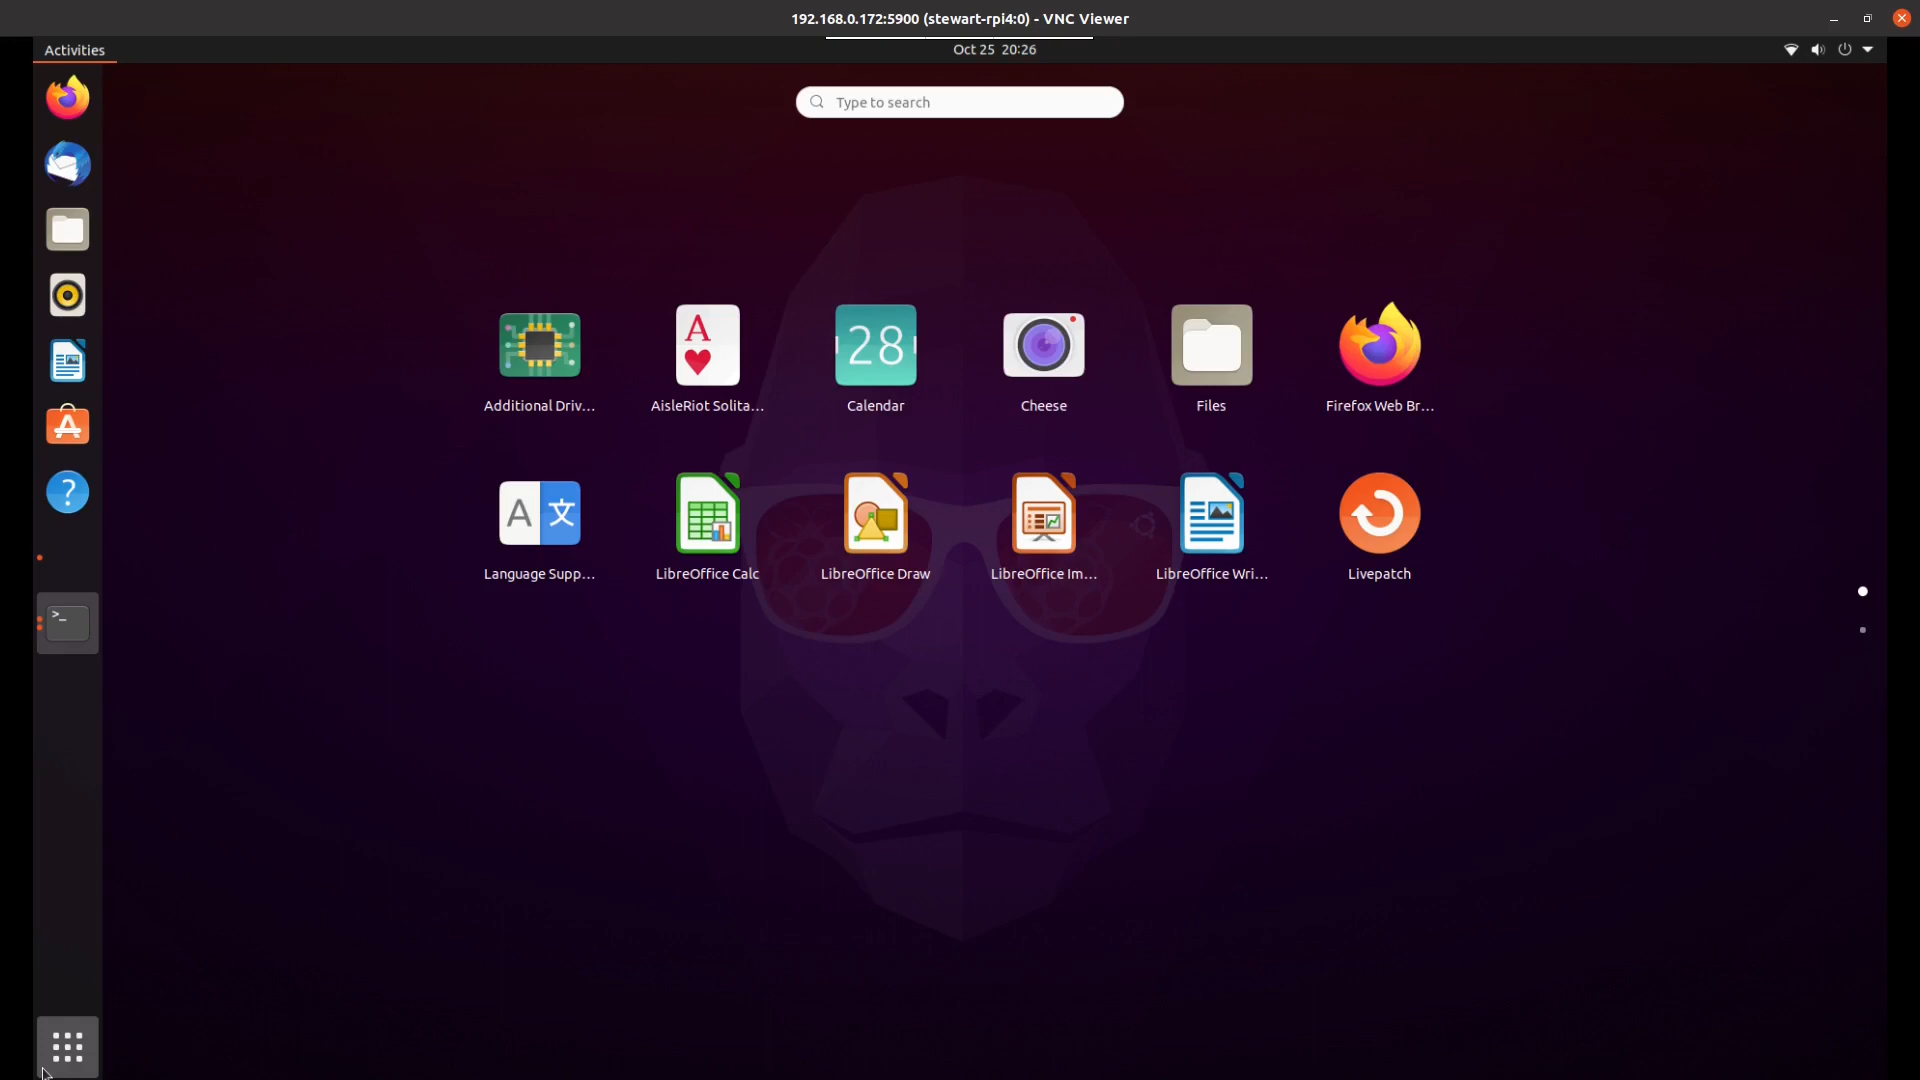 192.168.0.172:5900 (stewart-rpi4:0) - VNC Viewer
Activities
Oct 25 20:26
Type to search
A
28
Additional Driv...
AisleRiot Solita...
Calendar
Cheese
Files
Firefox Web Br...
A 文
Language Supp...
LibreOffice Calc
LibreOffice Draw
LibreOffice Im...
LibreOffice Wri...
Livepatch
?
>_